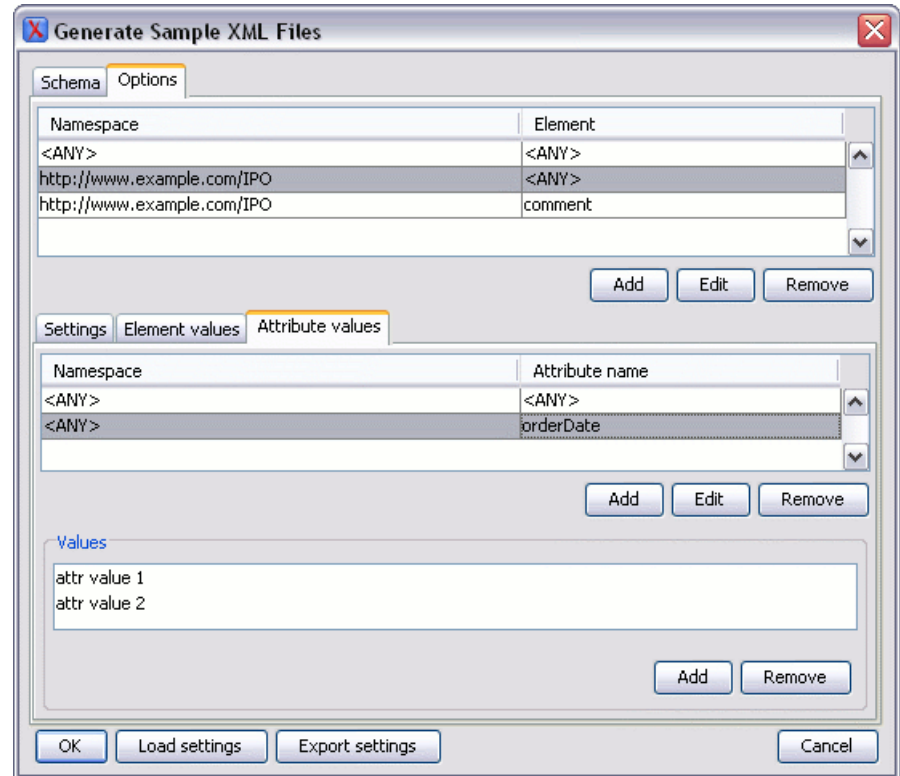 Generate Sample XML Files
Schema Options
Namespace Element
<ANY> <ANY>
http://www.example.com/IPO <ANY>
http://www.example.com/IPO comment
Add Edit Remove
Settings Element values Attribute values
Namespace Attribute name
<ANY> <ANY>
<ANY> orderDate
Add Edit Remove
Values
attr value 1
attr value 2
Add Remove
OK Load settings Export settings Cancel